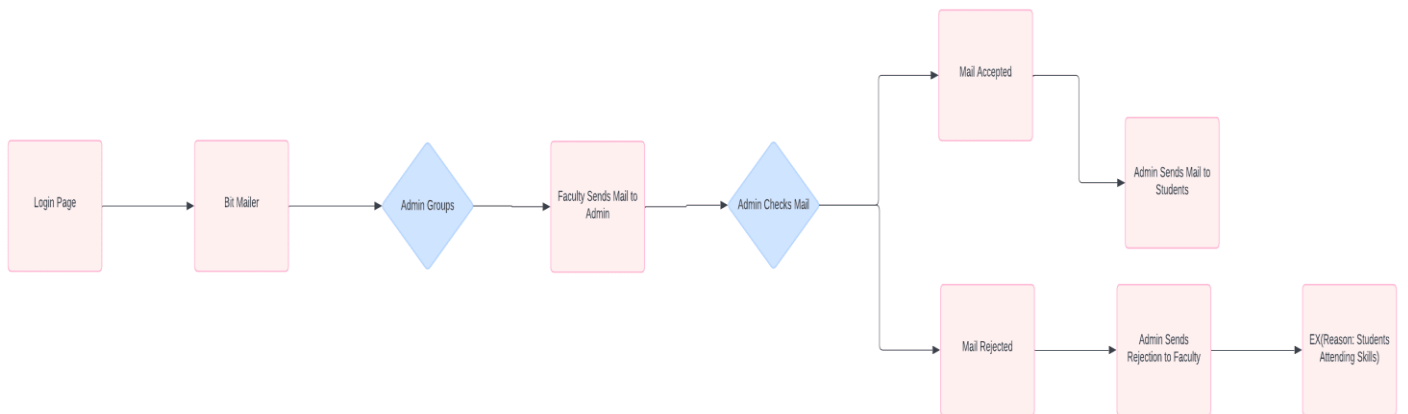 Login Page
Bit Mailer
Admin Groups
Faculty Sends Mail to
Admin
Admin Checks Mail
Mail Accepted
Admin Sends Mail to
Students
Mail Rejected
Admin Sends
Rejection to Faculty
EX(Reason: Students
Attending Skills)